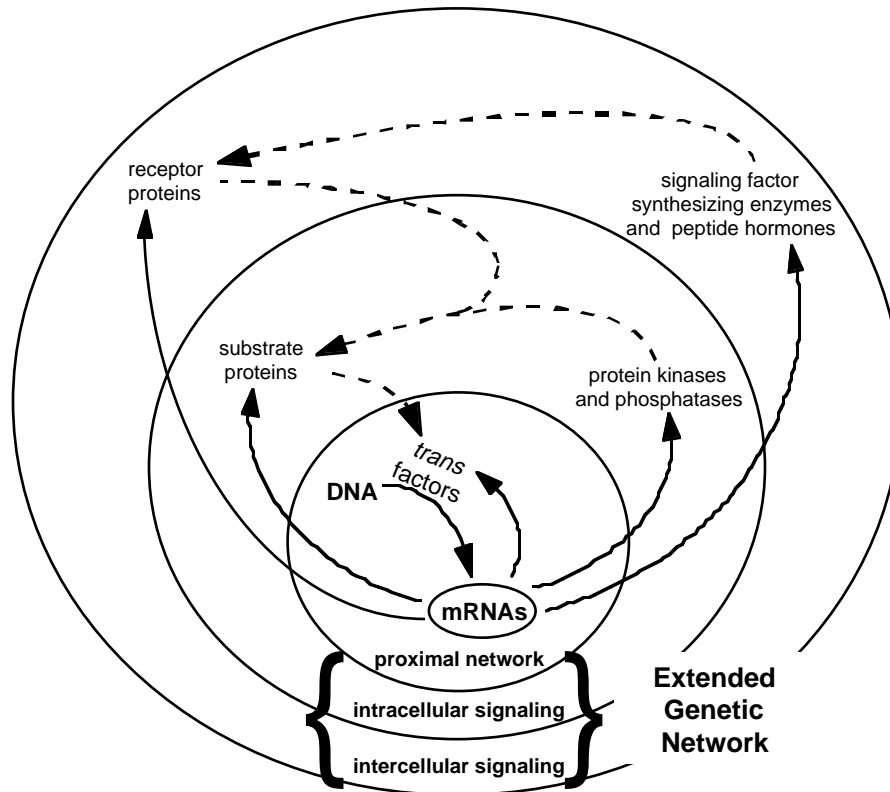 receptor
proteins
signaling factor
synthesizing enzymes
and peptide hormones
substrate
proteins
protein kinases
and phosphatases
trans
factors
DNA
mRNAs
proximal network
intracellular signaling
intercellular signaling
Extended
Genetic
Network